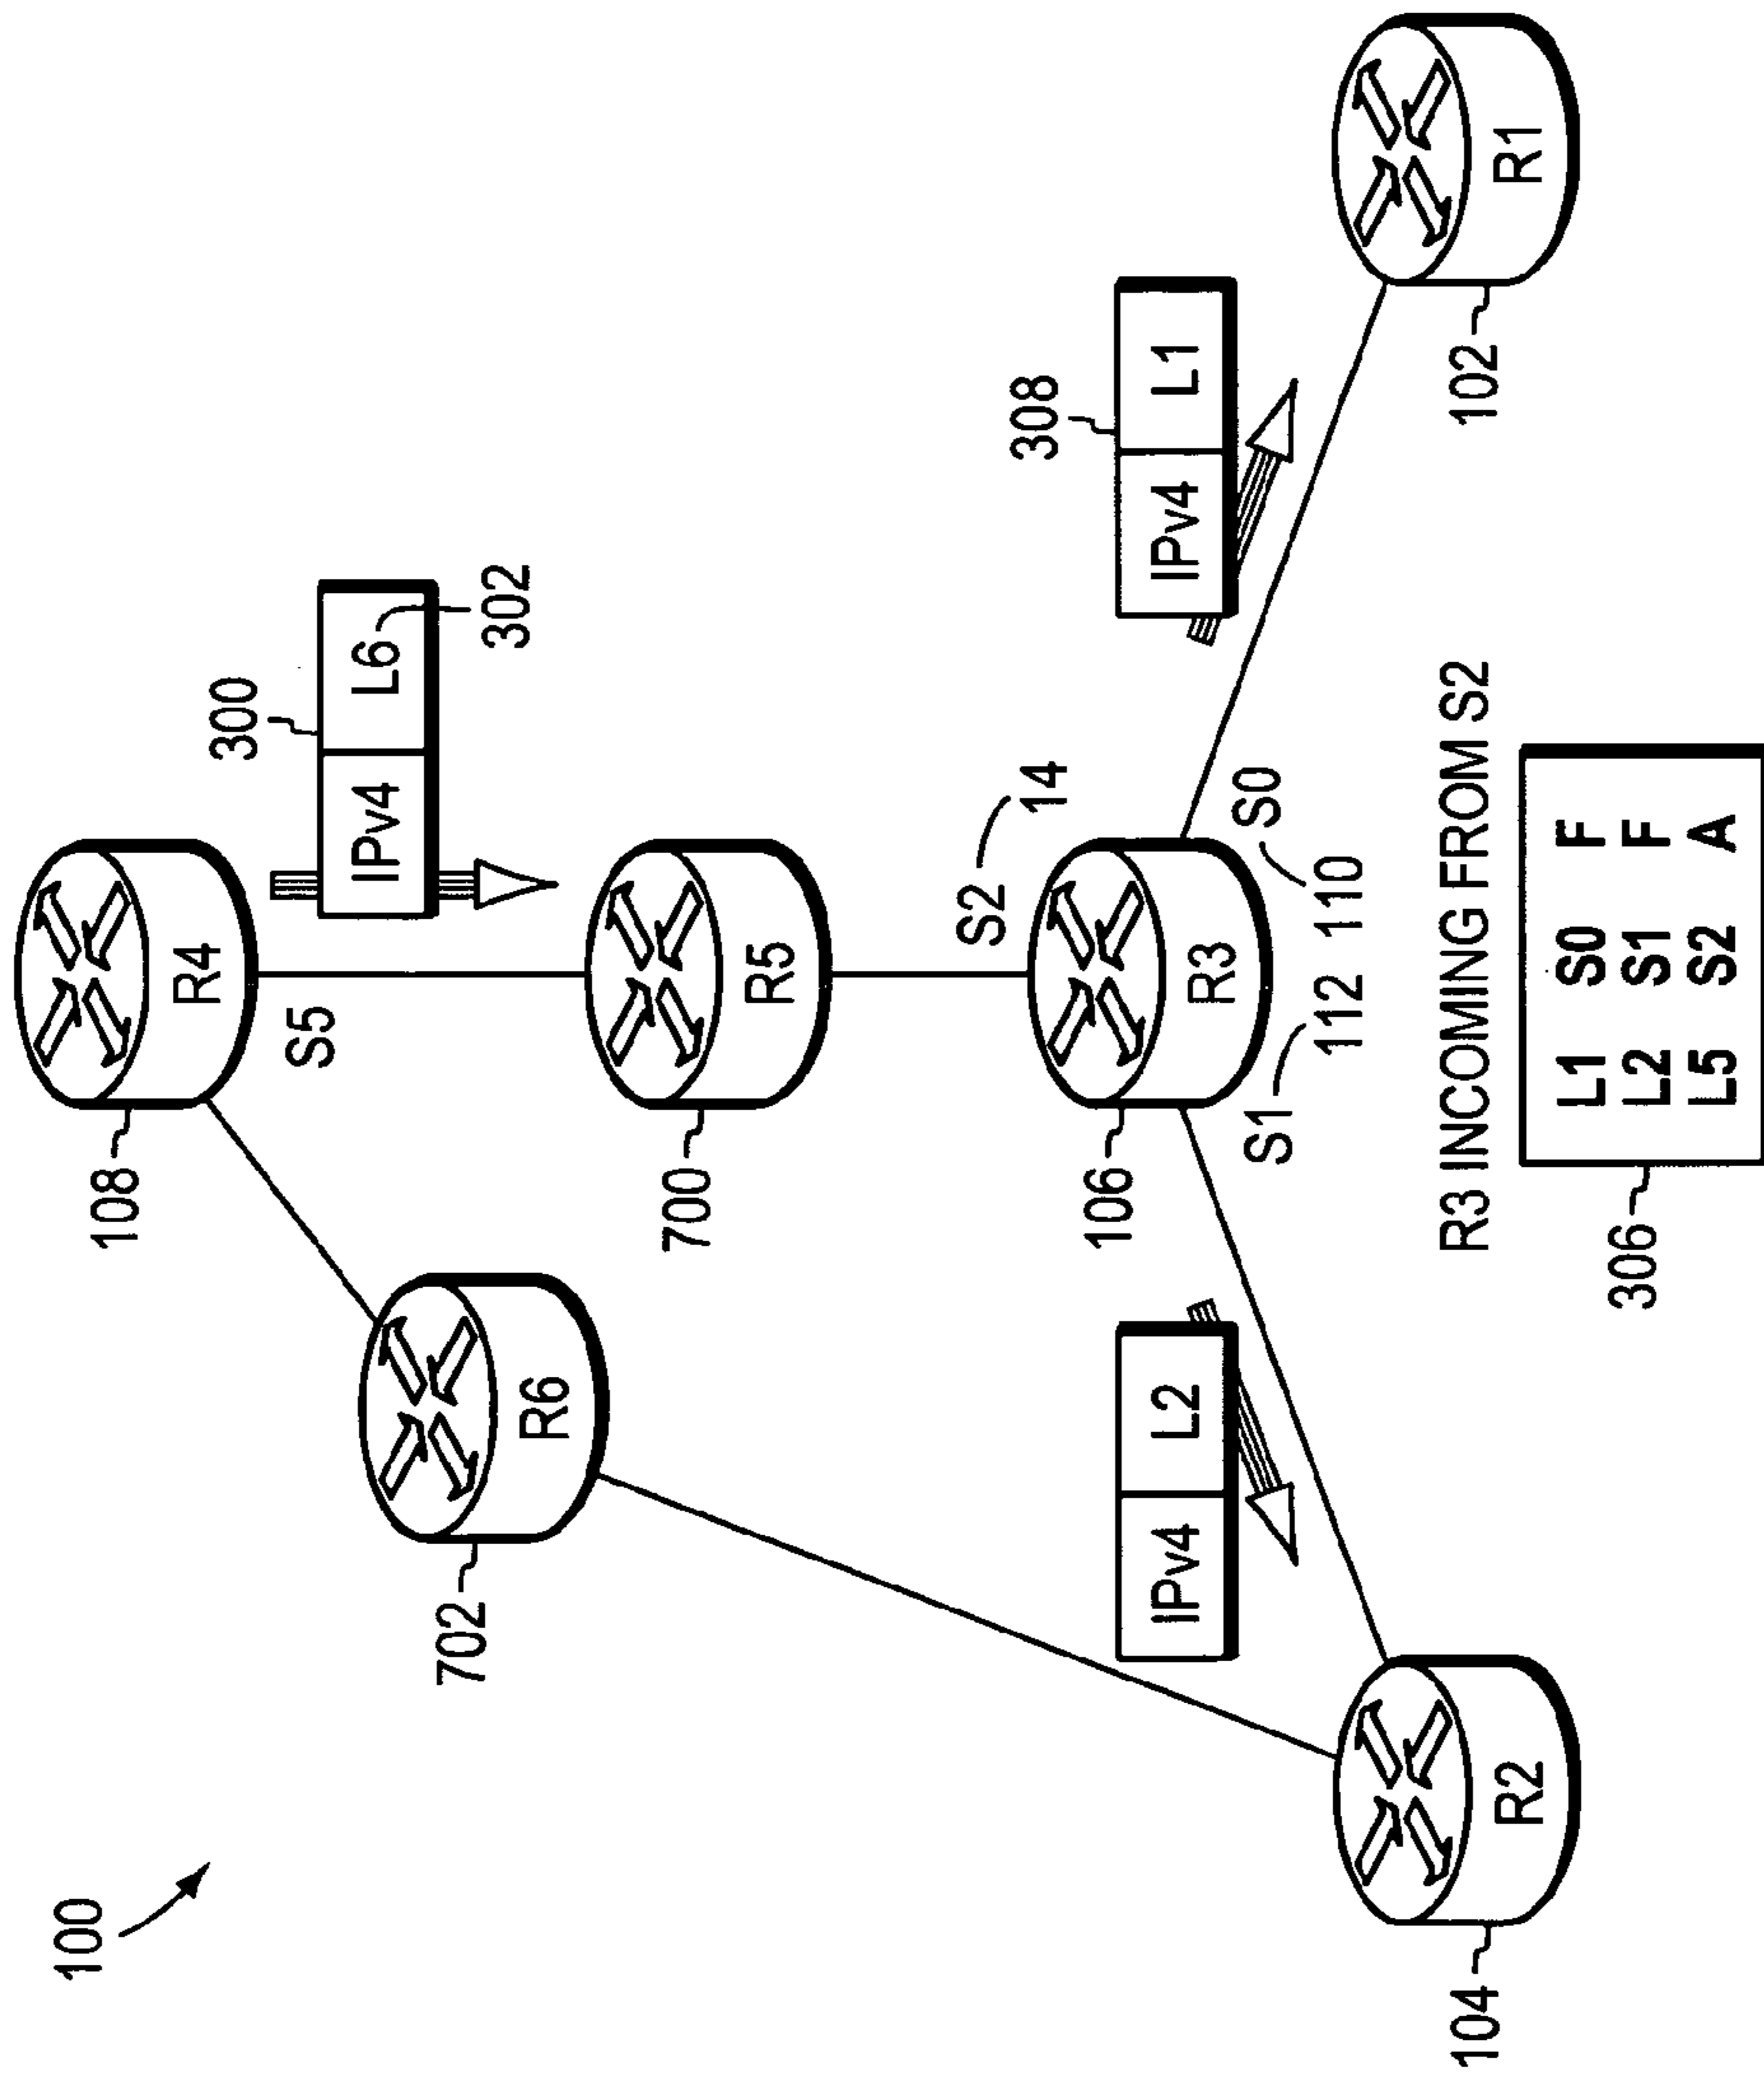 100
108
R4
300
S5
IPv4 L6
702
302
R6
700
R5
S2
14
308
106
IPv4 L2
IPv4 L1
R3
S1
S0
112
110
104
102
R2
R1
R3 INCOMING FROM S2
306
L1 S0 F
L2 S1 F
L5 S2 A